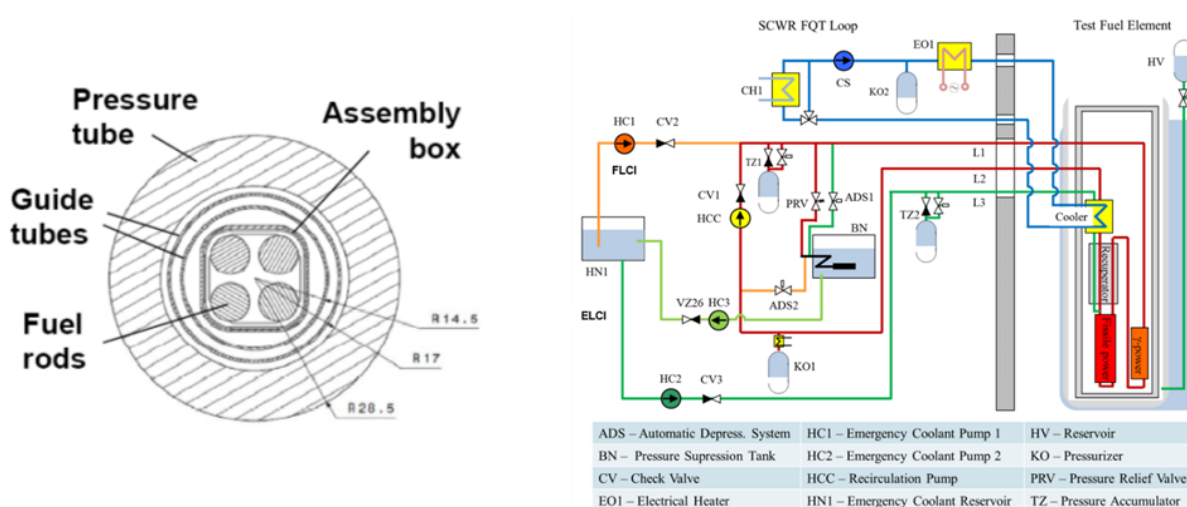 Pressure
tube
Assembly
box
Guide
tubes
Fuel
rods
R14.5
R17
R28.5
SCWR FQT Loop
Test Fuel Element
EO1
HV
CH1
CS
KO2
HC1
CV2
FLCI
TZ1
L1
CV1
HCC
PRV
ADS1
L2
L3
TZ2
Cooler
BN
HN1
Recuperator
ADS2
VZ26
HC3
ELCI
Fissile power
γ-power
KO1
HC2
CV3
ADS – Automatic Depress. System HC1 – Emergency Coolant Pump 1 HV – Reservoir
BN – Pressure Supression Tank HC2 – Emergency Coolant Pump 2 KO – Pressurizer
CV – Check Valve HCC – Recirculation Pump PRV – Pressure Relief Valve
EO1 – Electrical Heater HN1 – Emergency Coolant Reservoir TZ – Pressure Accumulator